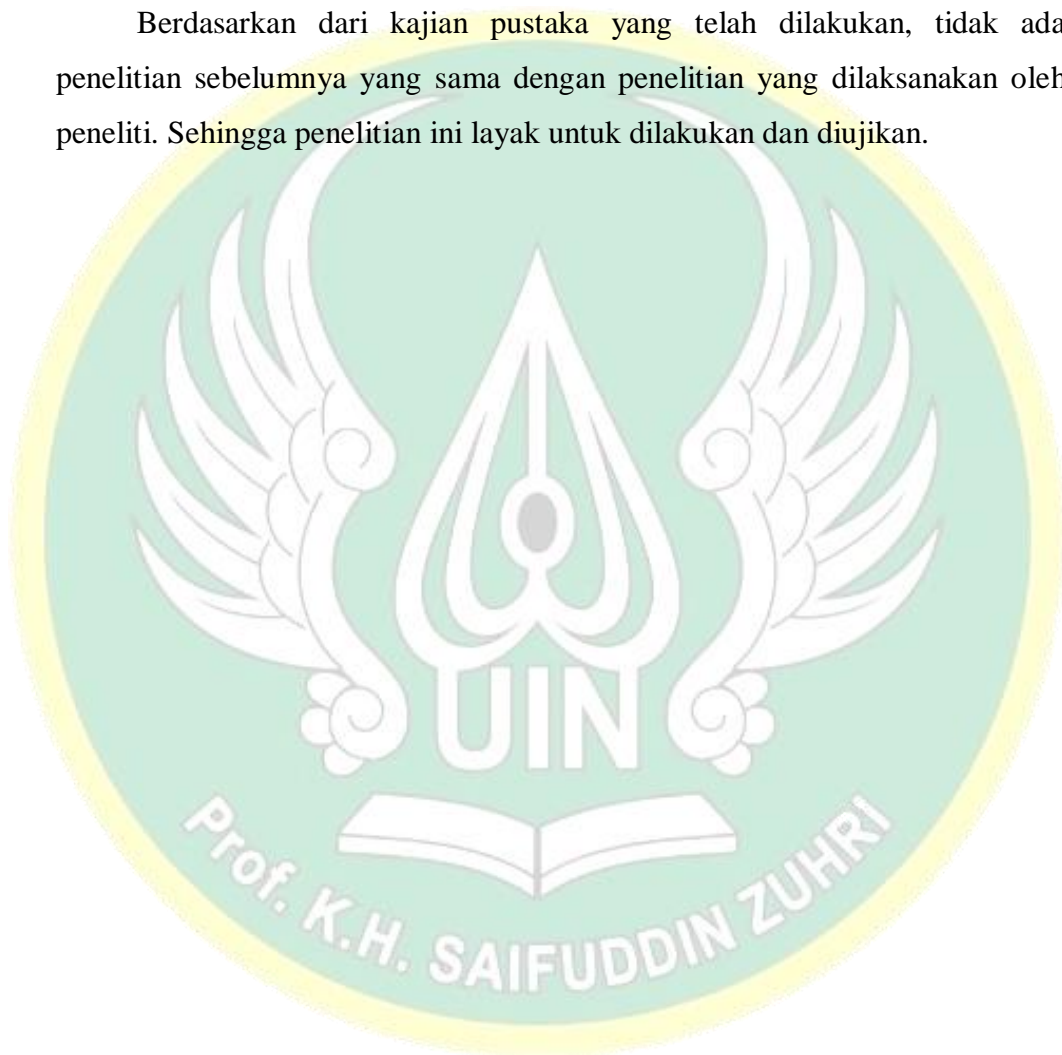 Berdasarkan dari kajian pustaka yang telah dilakukan, tidak ada
penelitian sebelumnya yang sama dengan penelitian yang dilaksanakan oleh
peneliti. Sehingga penelitian ini layak untuk dilakukan dan diujikan.
UIN
Prof. K.H. SAIFUDDIN ZUHRI